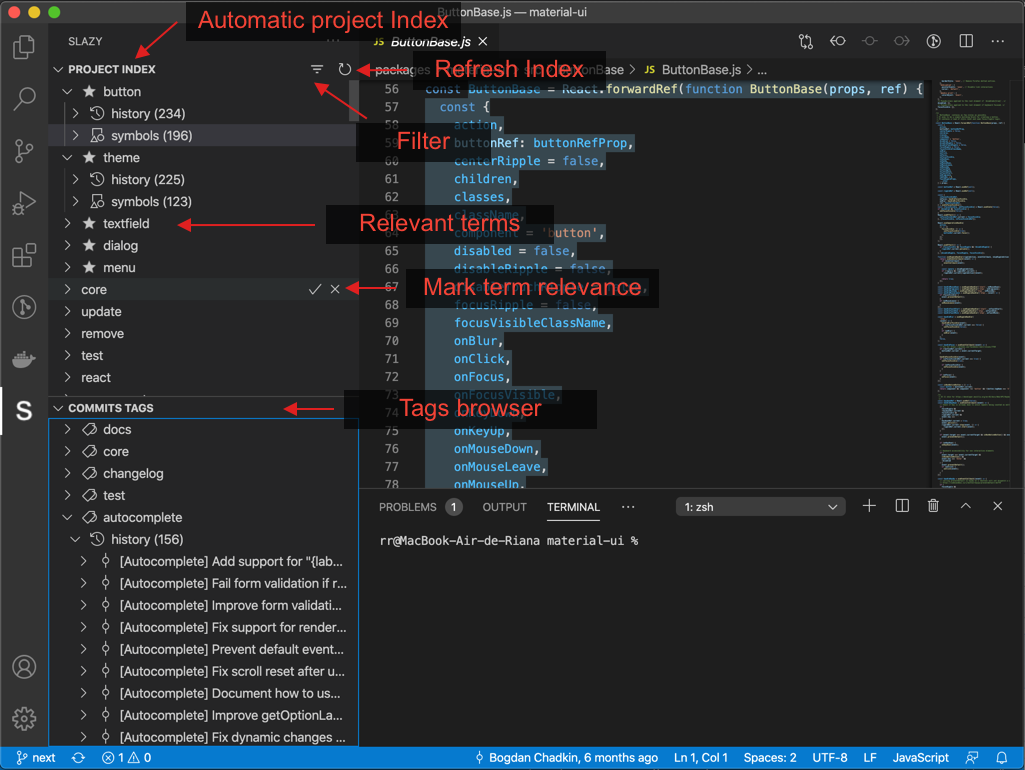 Automatic project Index
ButtonBase.js — material-ui
SLAZY
JS ButtonBase.js
PROJECT INDEX
Refresh Index
packages
Base
JS ButtonBase.js
...
button
history (234)
symbols (196)
theme
history (225)
symbols (123)
textfield
dialog
menu
core
update
remove
test
react
Filter
Relevant terms
Mark term relevance
56 const ButtonBase = React.forwardRef(function ButtonBase(props, ref) {
57 const {
58 action,
buttonRef: buttonRefProp,
60 centerRipple = false,
61 children,
62 classes,
63 className,
64 component = 'button',
65 disabled = false,
66 disableRipple = false,
68 focusRipple = false,
69 focusVisibleClassName,
70 onBlur,
71 onClick,
72 onFocus,
73 onFocusVisible,
74
75 onKeyUp,
76 onMouseDown,
77 onMouseLeave,
78 onMouseUp,
COMMITS TAGS
Tags browser
docs
core
changelog
test
autocomplete
history (156)
[Autocomplete] Add support for "{lab...
[Autocomplete] Fail form validation if r...
[Autocomplete] Improve form validati...
[Autocomplete] Fix support for render...
[Autocomplete] Prevent default event...
[Autocomplete] Fix scroll reset after u...
[Autocomplete] Document how to us...
[Autocomplete] Improve getOptionLa...
[Autocomplete] Fix dynamic changes ...
PROBLEMS 1 OUTPUT TERMINAL ... 1: zsh
rr@MacBook-Air-de-Riana material-ui %
S
next 1 0 Bogdan Chadkin, 6 months ago Ln 1, Col 1 Spaces: 2 UTF-8 LF JavaScript